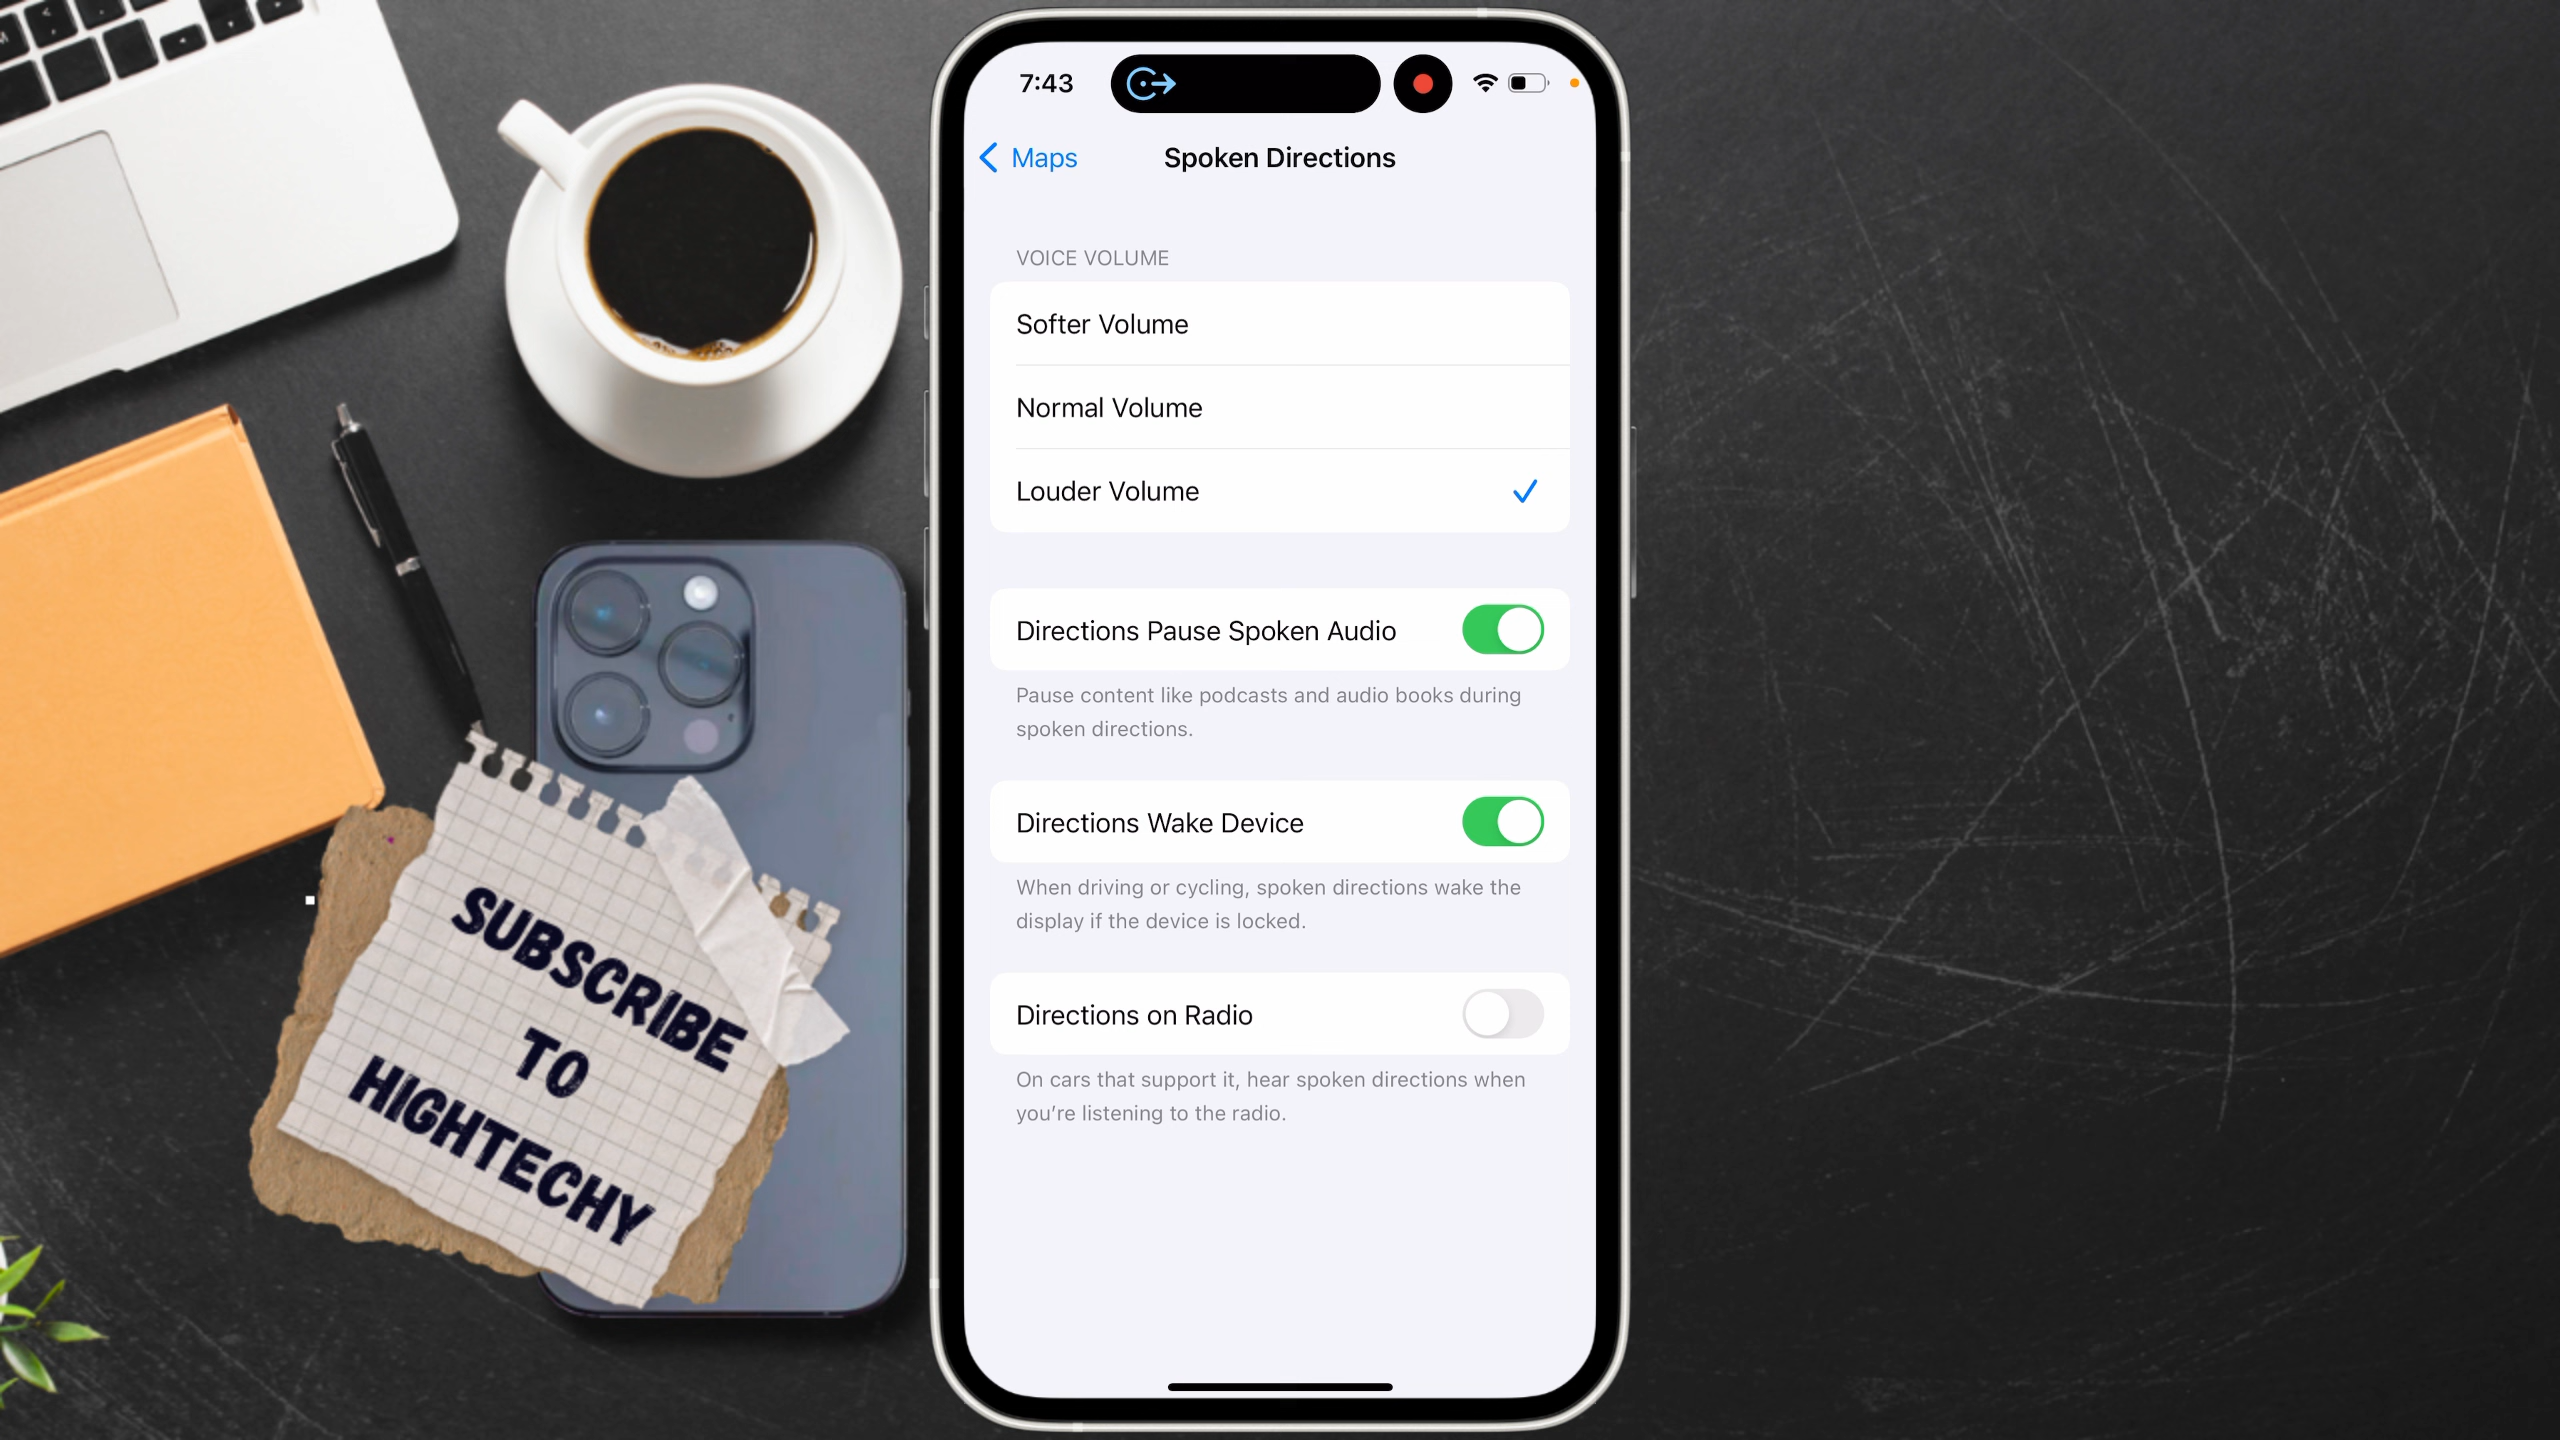 7:43
Maps
Spoken Directions
VOICE VOLUME
Softer Volume
Normal Volume
Louder Volume
Directions Pause Spoken Audio
Pause content like podcasts and audio books during
spoken directions.
Directions Wake Device
When driving or cycling, spoken directions wake the
display if the device is locked.
Directions on Radio
On cars that support it, hear spoken directions when
you’re listening to the radio.
SUBSCRIBE
TO
HIGHTECHY